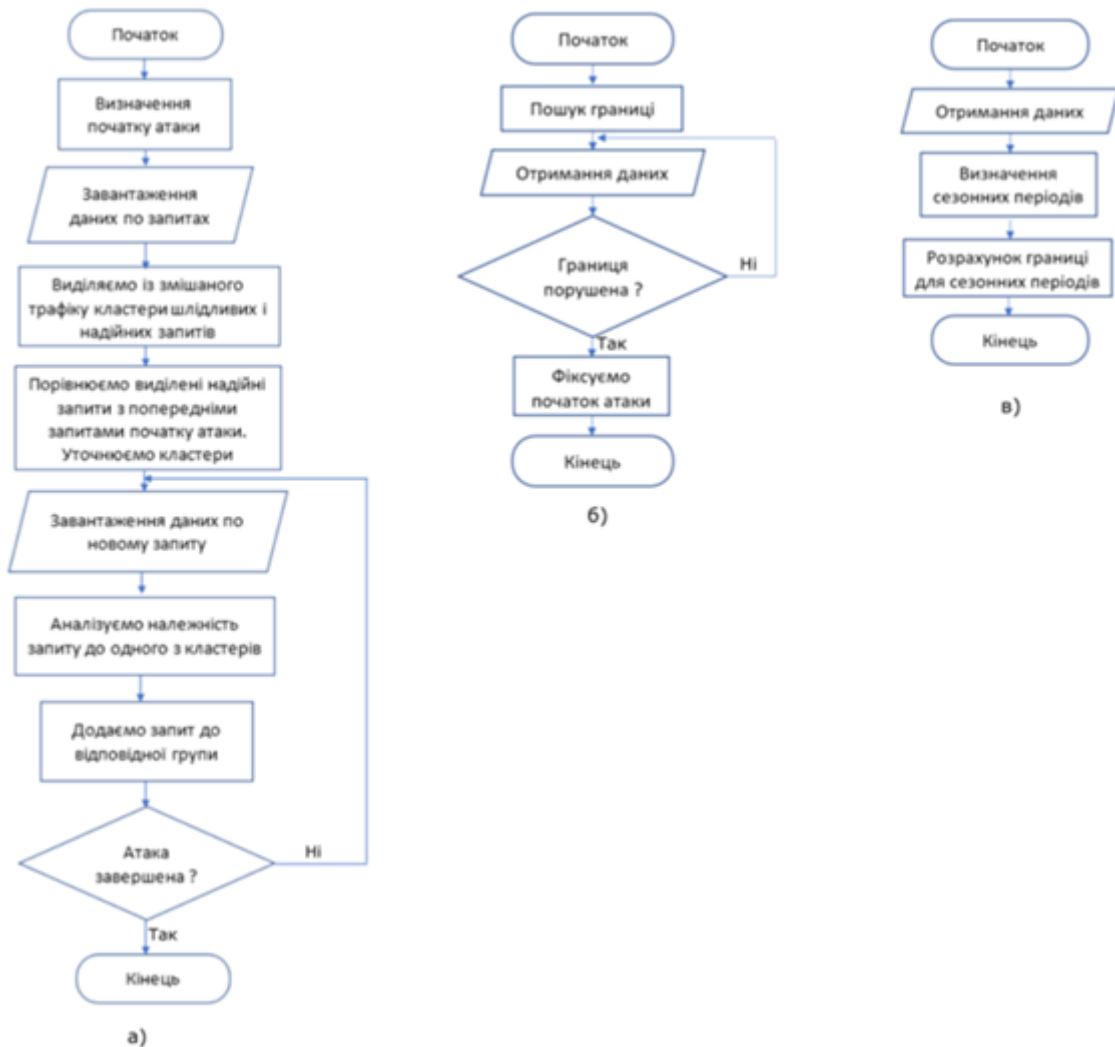 Початок
Визначення
початку атаки
Завантаження
даних по запитах
Виділяємо із змішаного
трафіку кластери шлідливих і
надійних запитів
Порівнюємо виділені надійні
запити з попередніми
запитами початку атаки.
Уточнюємо кластери
Завантаження даних по
новому запиту
Аналізуємо належність
запиту до одного з кластерів
Додаємо запит до
відповідної групи
Атака
завершена ?
Ні
Так
Кінець
а)
Початок
Пошук границі
Отримання даних
Границя
порушена ?
Ні
Так
Фіксуємо
початок атаки
Кінець
б)
Початок
Отримання даних
Визначення
сезонних періодів
Розрахунок границі
для сезонних періодів
Кінець
в)